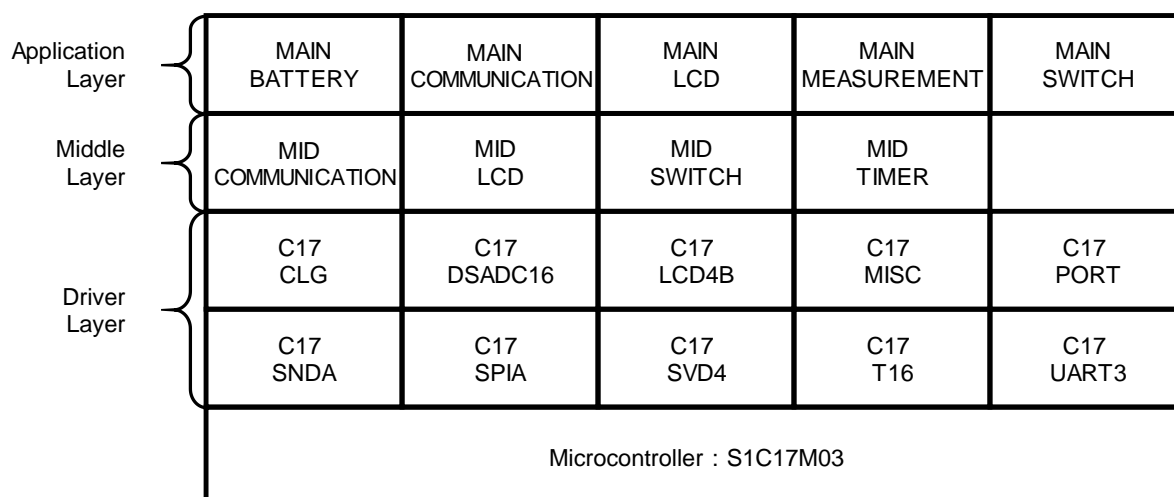 Application
Layer
MAIN
BATTERY
MAIN
COMMUNICATION
MAIN
LCD
MAIN
MEASUREMENT
MAIN
SWITCH
Middle
Layer
MID
COMMUNICATION
MID
LCD
MID
SWITCH
MID
TIMER
Driver
Layer
C17
CLG
C17
DSADC16
C17
LCD4B
C17
MISC
C17
PORT
C17
SNDA
C17
SPIA
C17
SVD4
C17
T16
C17
UART3
Microcontroller：S1C17M03